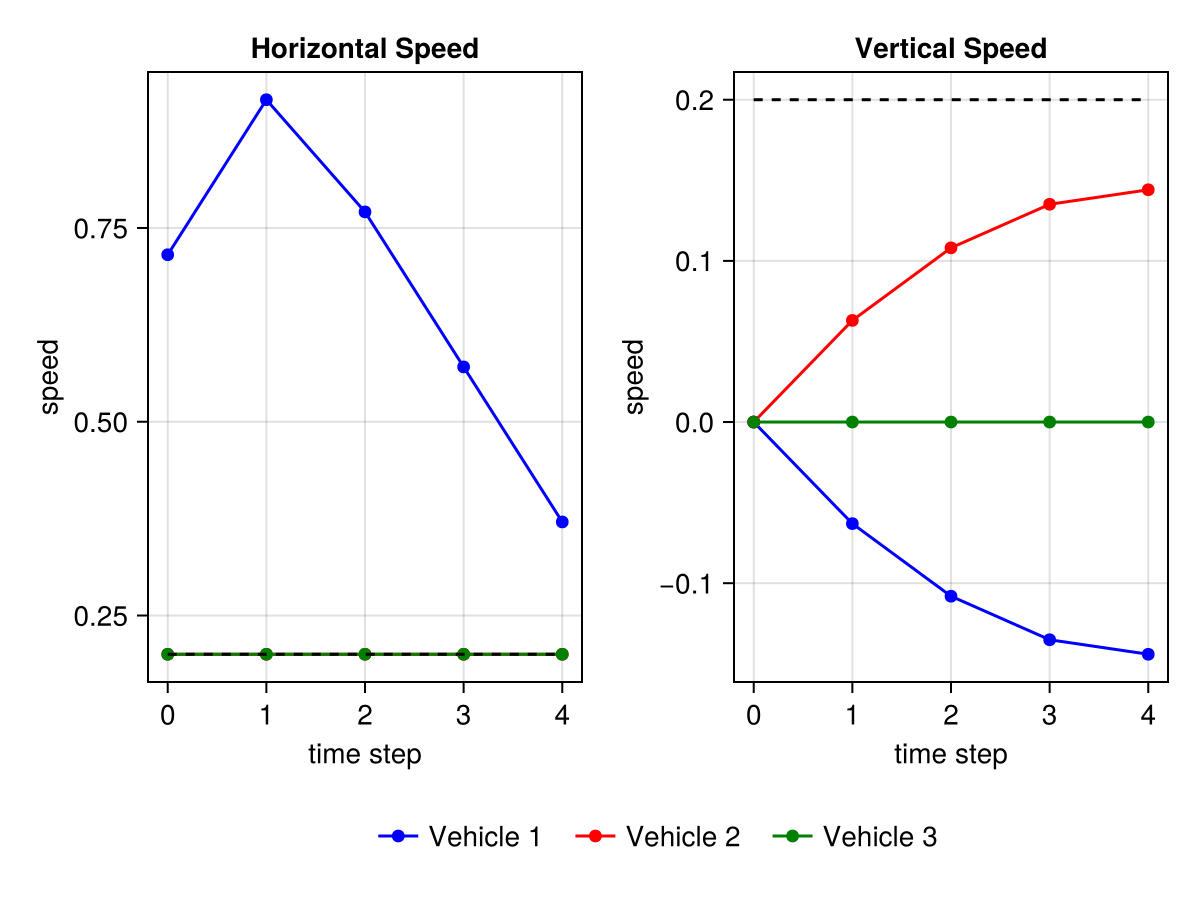 Horizontal Speed
0.75
0.50
0.25
speed
0 1 2 3 4
time step
Vertical Speed
0.2
0.1
0.0
−0.1
speed
0 1 2 3 4
time step
Vehicle 1 Vehicle 2 Vehicle 3